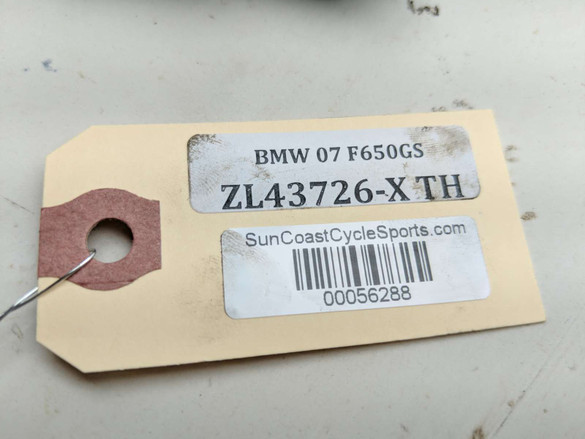 BMW 07 F650GS
ZL43726-X TH
SunCoastCycleSports.com
00056288